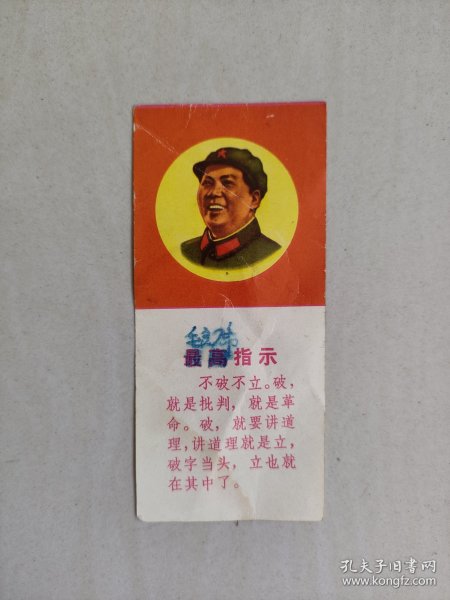 毛主席
最高指示
不破不立。破，
就是批判，就是革
命。破，就要讲道
理，讲道理就是立，
破字当头，立也就
在其中了。
孔夫子旧书网
www.kongfz.com